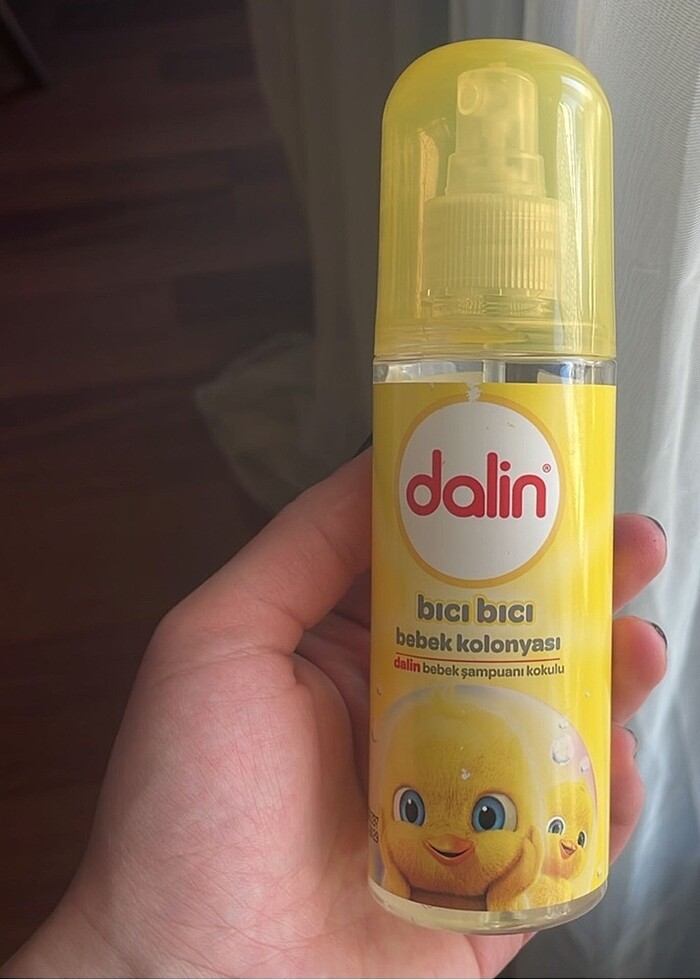 dalin®
bıcı bıcı
bebek kolonyası
dalin bebek şampuanı kokulu